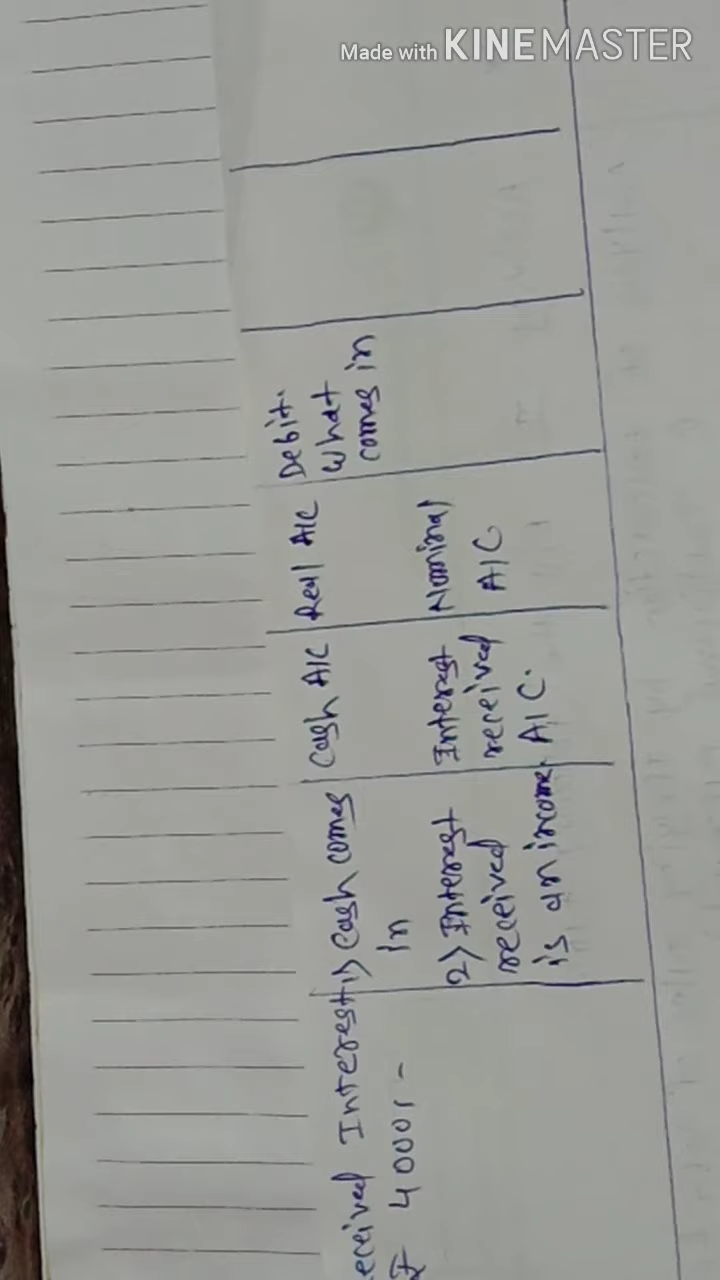 Made with KINEMASTER
eceived Interest
₹ 4000/-
1) Cash comes
in
2) Interest
received
is an income.
Cash A/C
Interest
received
A/C.
Real A/C
Nominal
A/C
Debit.
What
comes in